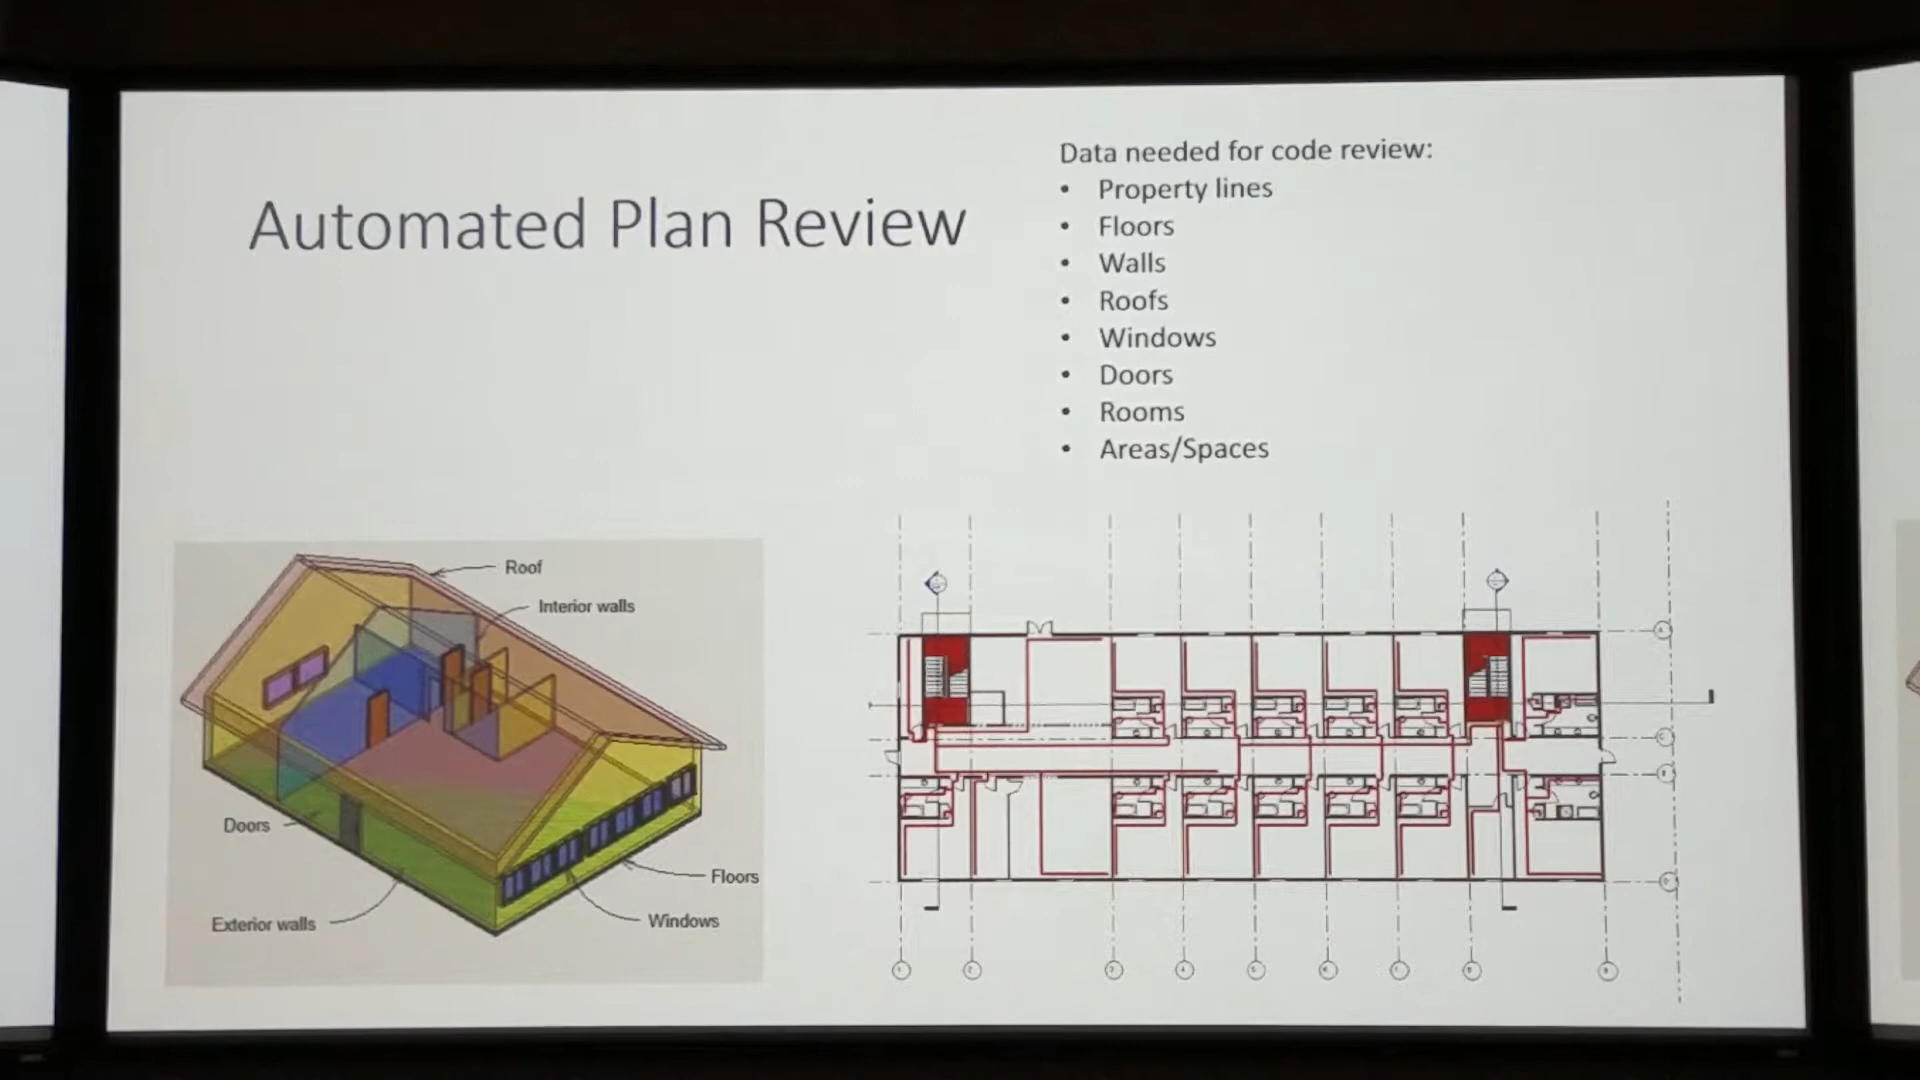 Automated Plan Review
Data needed for code review:
• Property lines
• Floors
• Walls
• Roofs
• Windows
• Doors
• Rooms
• Areas/Spaces
Roof
Interior walls
Doors
Floors
Exterior walls
Windows